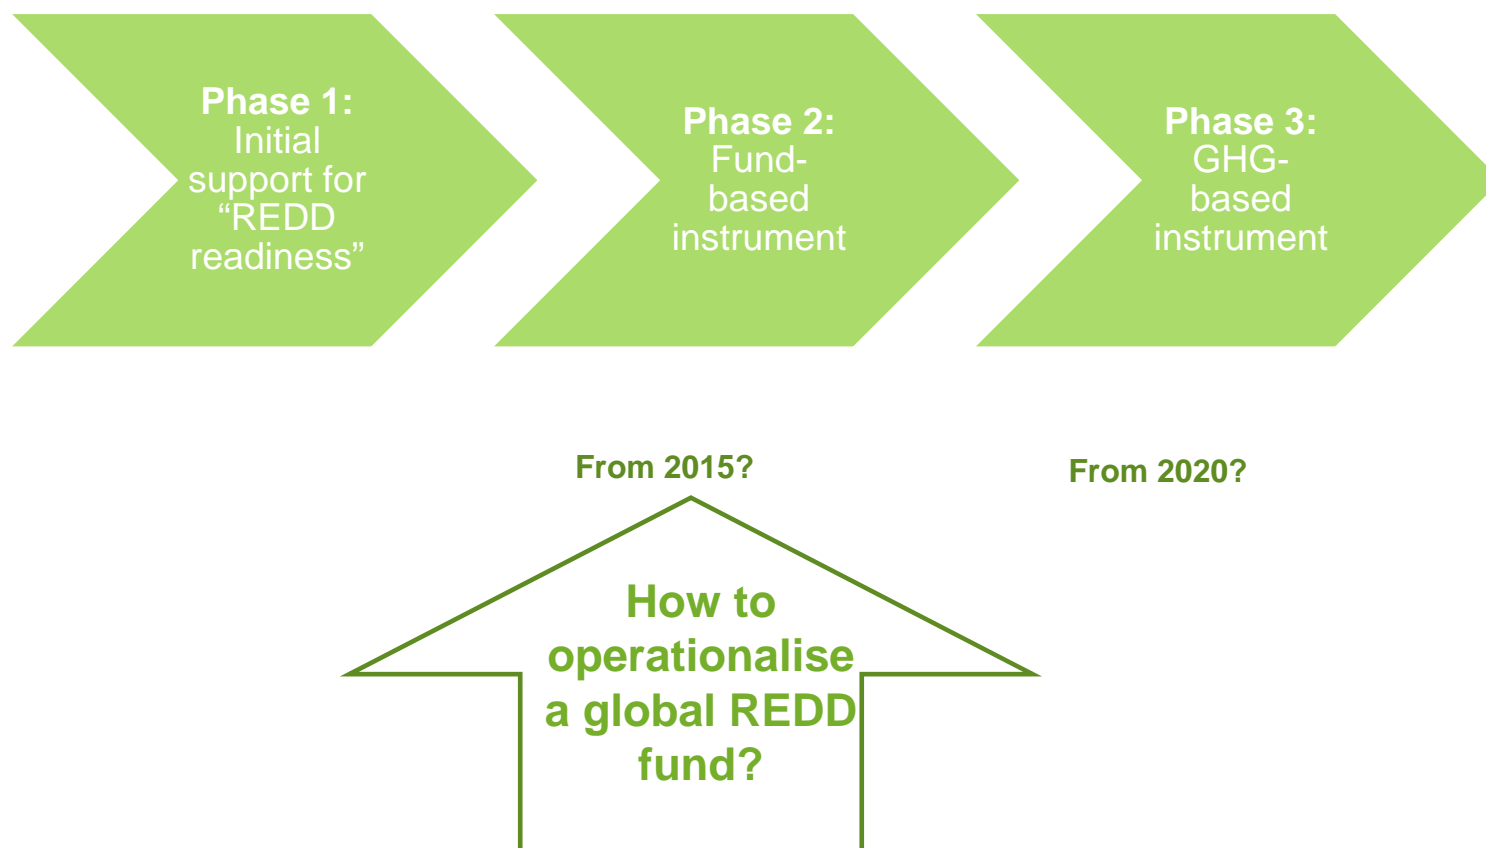 Phase 1:
Initial
support for
“REDD
readiness”
Phase 2:
Fund-
based
instrument
Phase 3:
GHG-
based
instrument
From 2015?
From 2020?
How to
operationalise
a global REDD
fund?